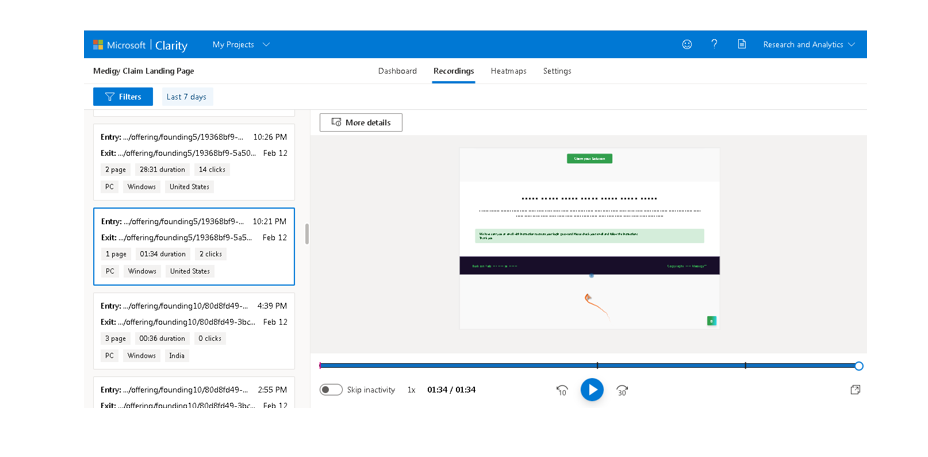 Microsoft | Clarity My Projects Research and Analytics
Medigy Claim Landing Page Dashboard Recordings Heatmaps Settings
Filters Last 7 days
More details
Entry: .../offering/founding5/19368bf9-... 10:26 PM
Exit: .../offering/founding5/19368bf9-5a50... Feb 12
2 page 28:31 duration 14 clicks
PC Windows United States
Entry: .../offering/founding5/19368bf9-... 10:21 PM
Exit: .../offering/founding5/19368bf9-5a5... Feb 12
1 page 01:34 duration 2 clicks
PC Windows United States
Entry: .../offering/founding10/80d8fd49-... 4:39 PM
Exit: .../offering/founding10/80d8fd49-3bc... Feb 12
3 page 00:36 duration 0 clicks
PC Windows India
Entry: .../offering/founding10/80d8fd49-... 2:55 PM
Exit: .../offering/founding10/80d8fd49-3bc... Feb 12
Skip inactivity 1x 01:34 / 01:34 10 30